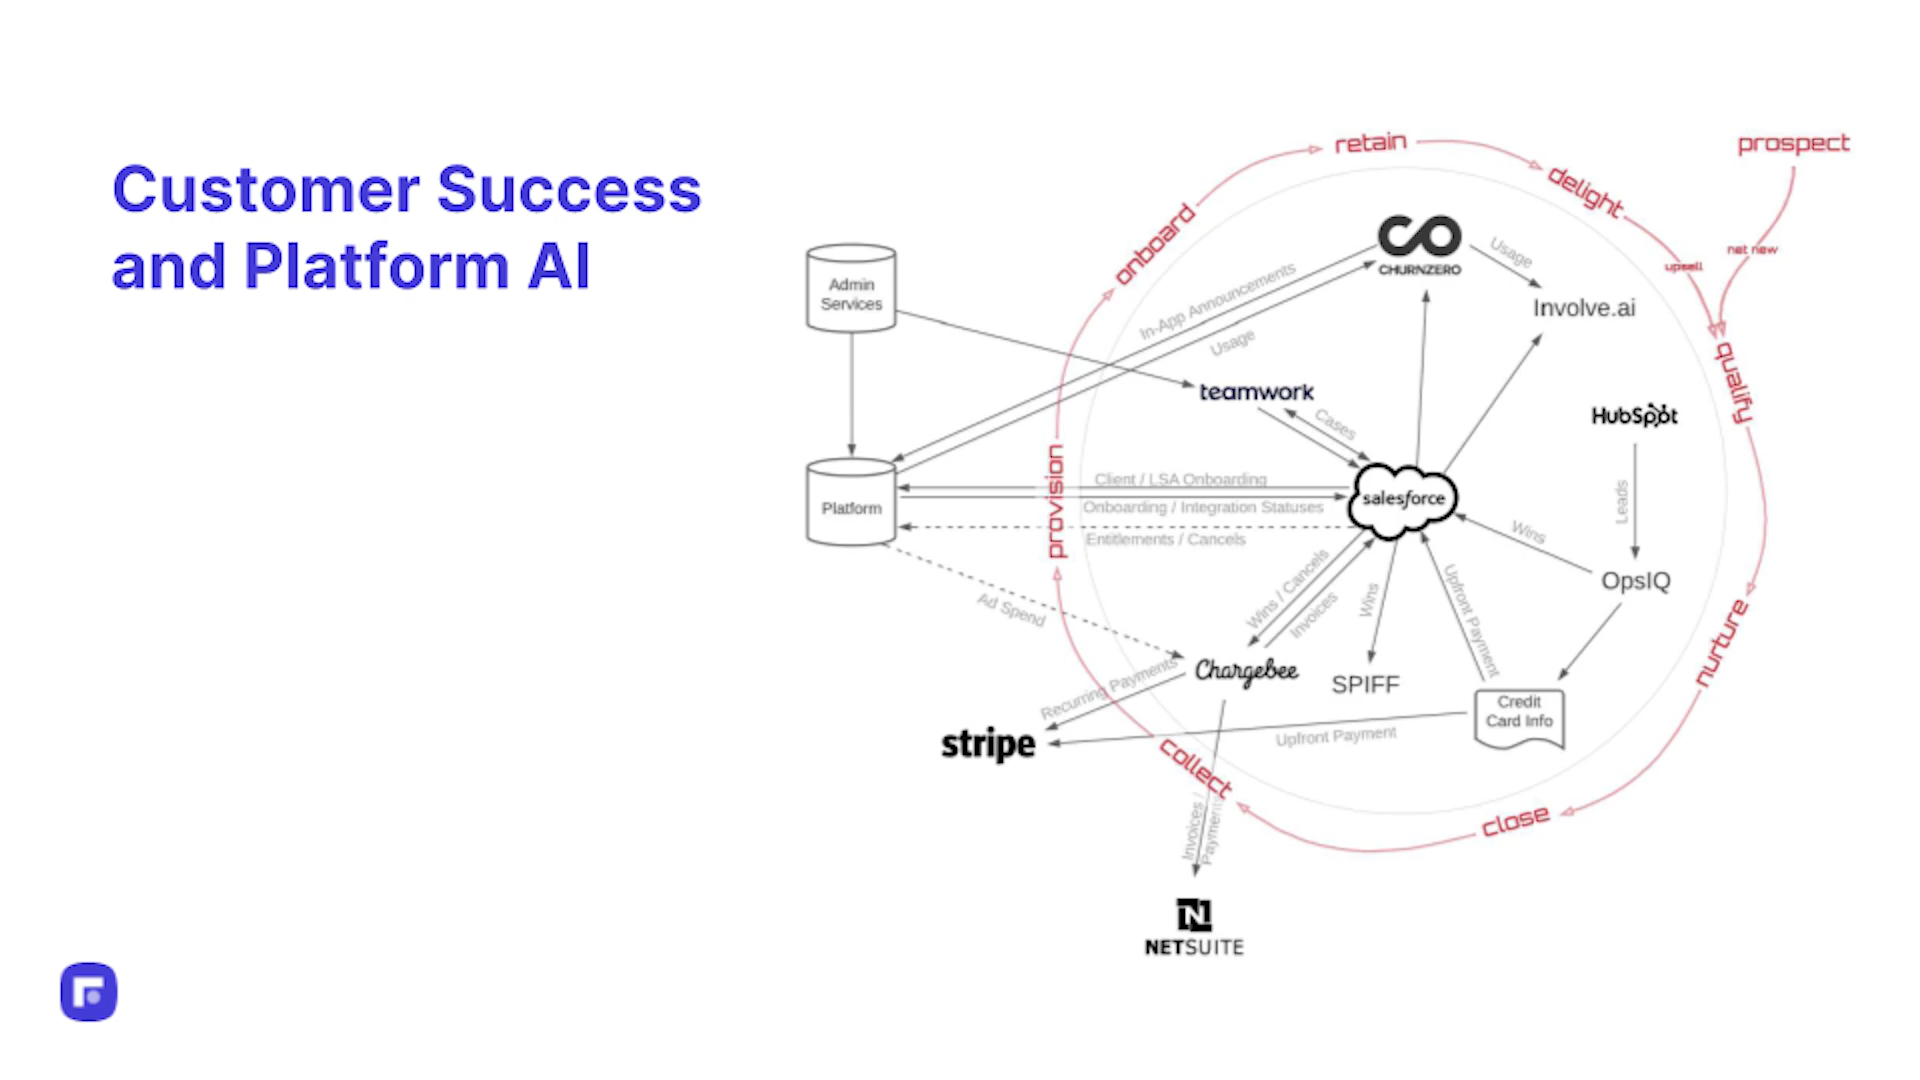 Customer Success
and Platform AI
prospect
retain
delight
onboard
net new
upsell
qualify
provision
nurture
close
collect
Admin
Services
Platform
CHURNZERO
Usage
Involve.ai
In-App Announcements
Usage
teamwork
Cases
HubSpot
Leads
salesforce
Client / LSA Onboarding
Onboarding / Integration Statuses
Entitlements / Cancels
Wins
OpsIQ
Wins / Cancels
Invoices
Wins
Upfront Payment
Ad Spend
Chargebee
SPIFF
Credit
Card Info
Recurring Payments
stripe
Upfront Payment
Invoices /
Payments
N
NETSUITE